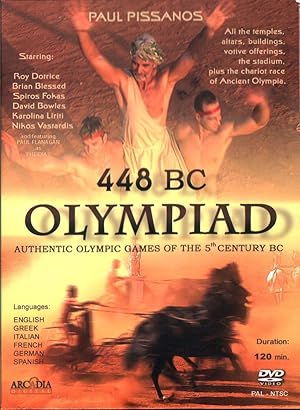 PAUL PISSANOS
All the temples,
altars, buildings,
votive offerings,
the stadium,
plus the chariot race
of Ancient Olympia.
Starring:
Roy Dorrice
Brian Blessed
Spiros Fokas
David Bowles
Karolina Liriti
Nikos Vastardis
and featuring
PAUL FLANAGAN
as
448 BC
OLYMPIAD
AUTHENTIC OLYMPIC GAMES OF THE 5th CENTURY BC
Languages:
ENGLISH
GREEK
ITALIAN
FRENCH
GERMAN
SPANISH
Duration:
120 min.
DVD
VIDEO
PAL - NTSC
ARCADIA